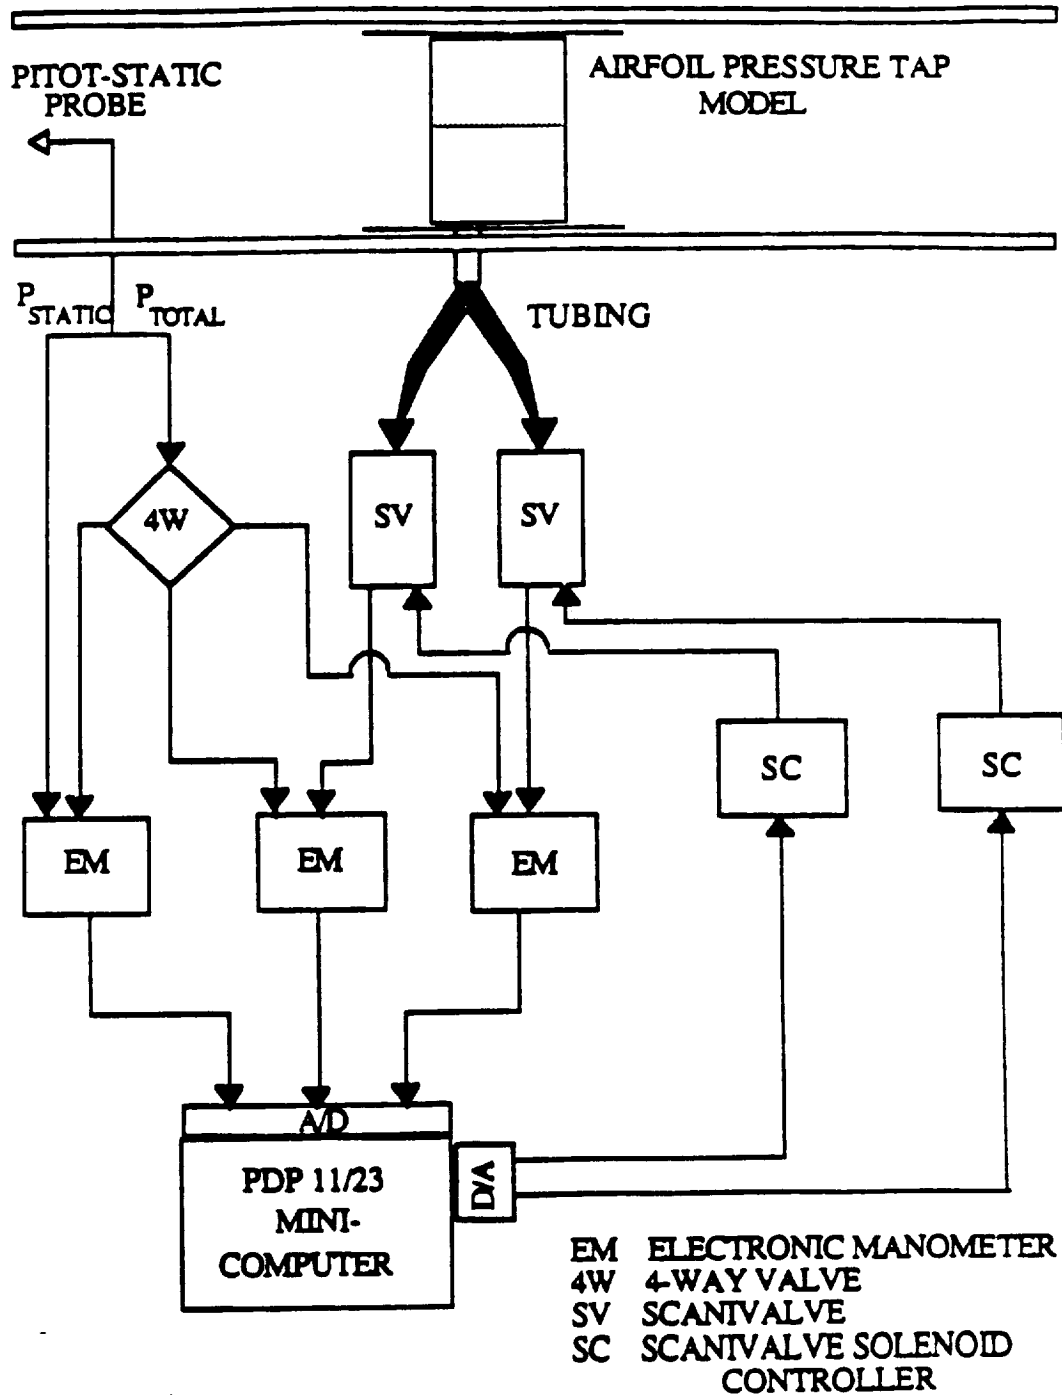 PITOT-STATIC
PROBE
AIRFOIL PRESSURE TAP
MODEL
P STATIC P TOTAL
TUBING
4W
SV
SV
SC
SC
EM
EM
EM
A/D
PDP 11/23
MINI-
COMPUTER
D/A
EM ELECTRONIC MANOMETER
4W 4-WAY VALVE
SV SCANIVALVE
SC SCANIVALVE SOLENOID
CONTROLLER